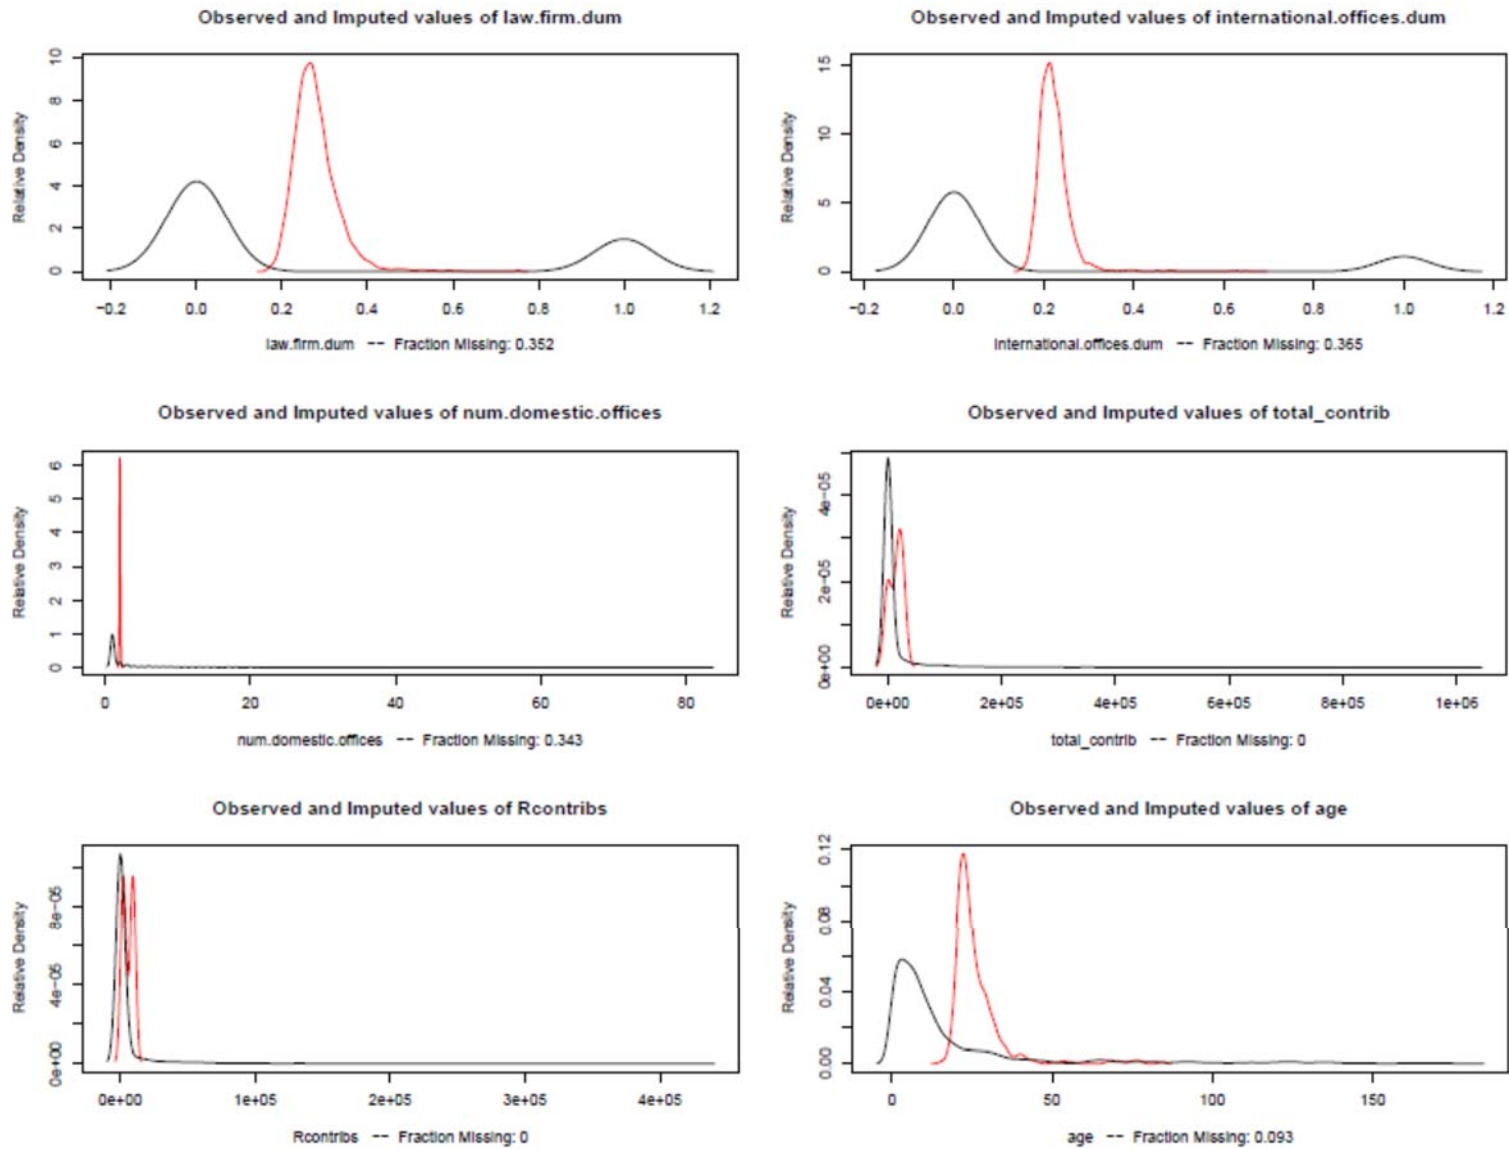 Observed and Imputed values of law.firm.dum
Relative Density
0 2 4 6 8 10
−0.2 0.0 0.2 0.4 0.6 0.8 1.0 1.2
law.firm.dum −− Fraction Missing: 0.352
Observed and Imputed values of international.offices.dum
Relative Density
0 5 10 15
−0.2 0.0 0.2 0.4 0.6 0.8 1.0 1.2
international.offices.dum −− Fraction Missing: 0.365
Observed and Imputed values of num.domestic.offices
Relative Density
0 1 2 3 4 5 6
0 20 40 60 80
num.domestic.offices −− Fraction Missing: 0.343
Observed and Imputed values of total_contrib
Relative Density
0e+00 2e−05 4e−05
0e+00 2e+05 4e+05 6e+05 8e+05 1e+06
total_contrib −− Fraction Missing: 0
Observed and Imputed values of Rcontribs
Relative Density
0e+00 4e−05 8e−05
0e+00 1e+05 2e+05 3e+05 4e+05
Rcontribs −− Fraction Missing: 0
Observed and Imputed values of age
Relative Density
0.00 0.04 0.08 0.12
0 50 100 150
age −− Fraction Missing: 0.093